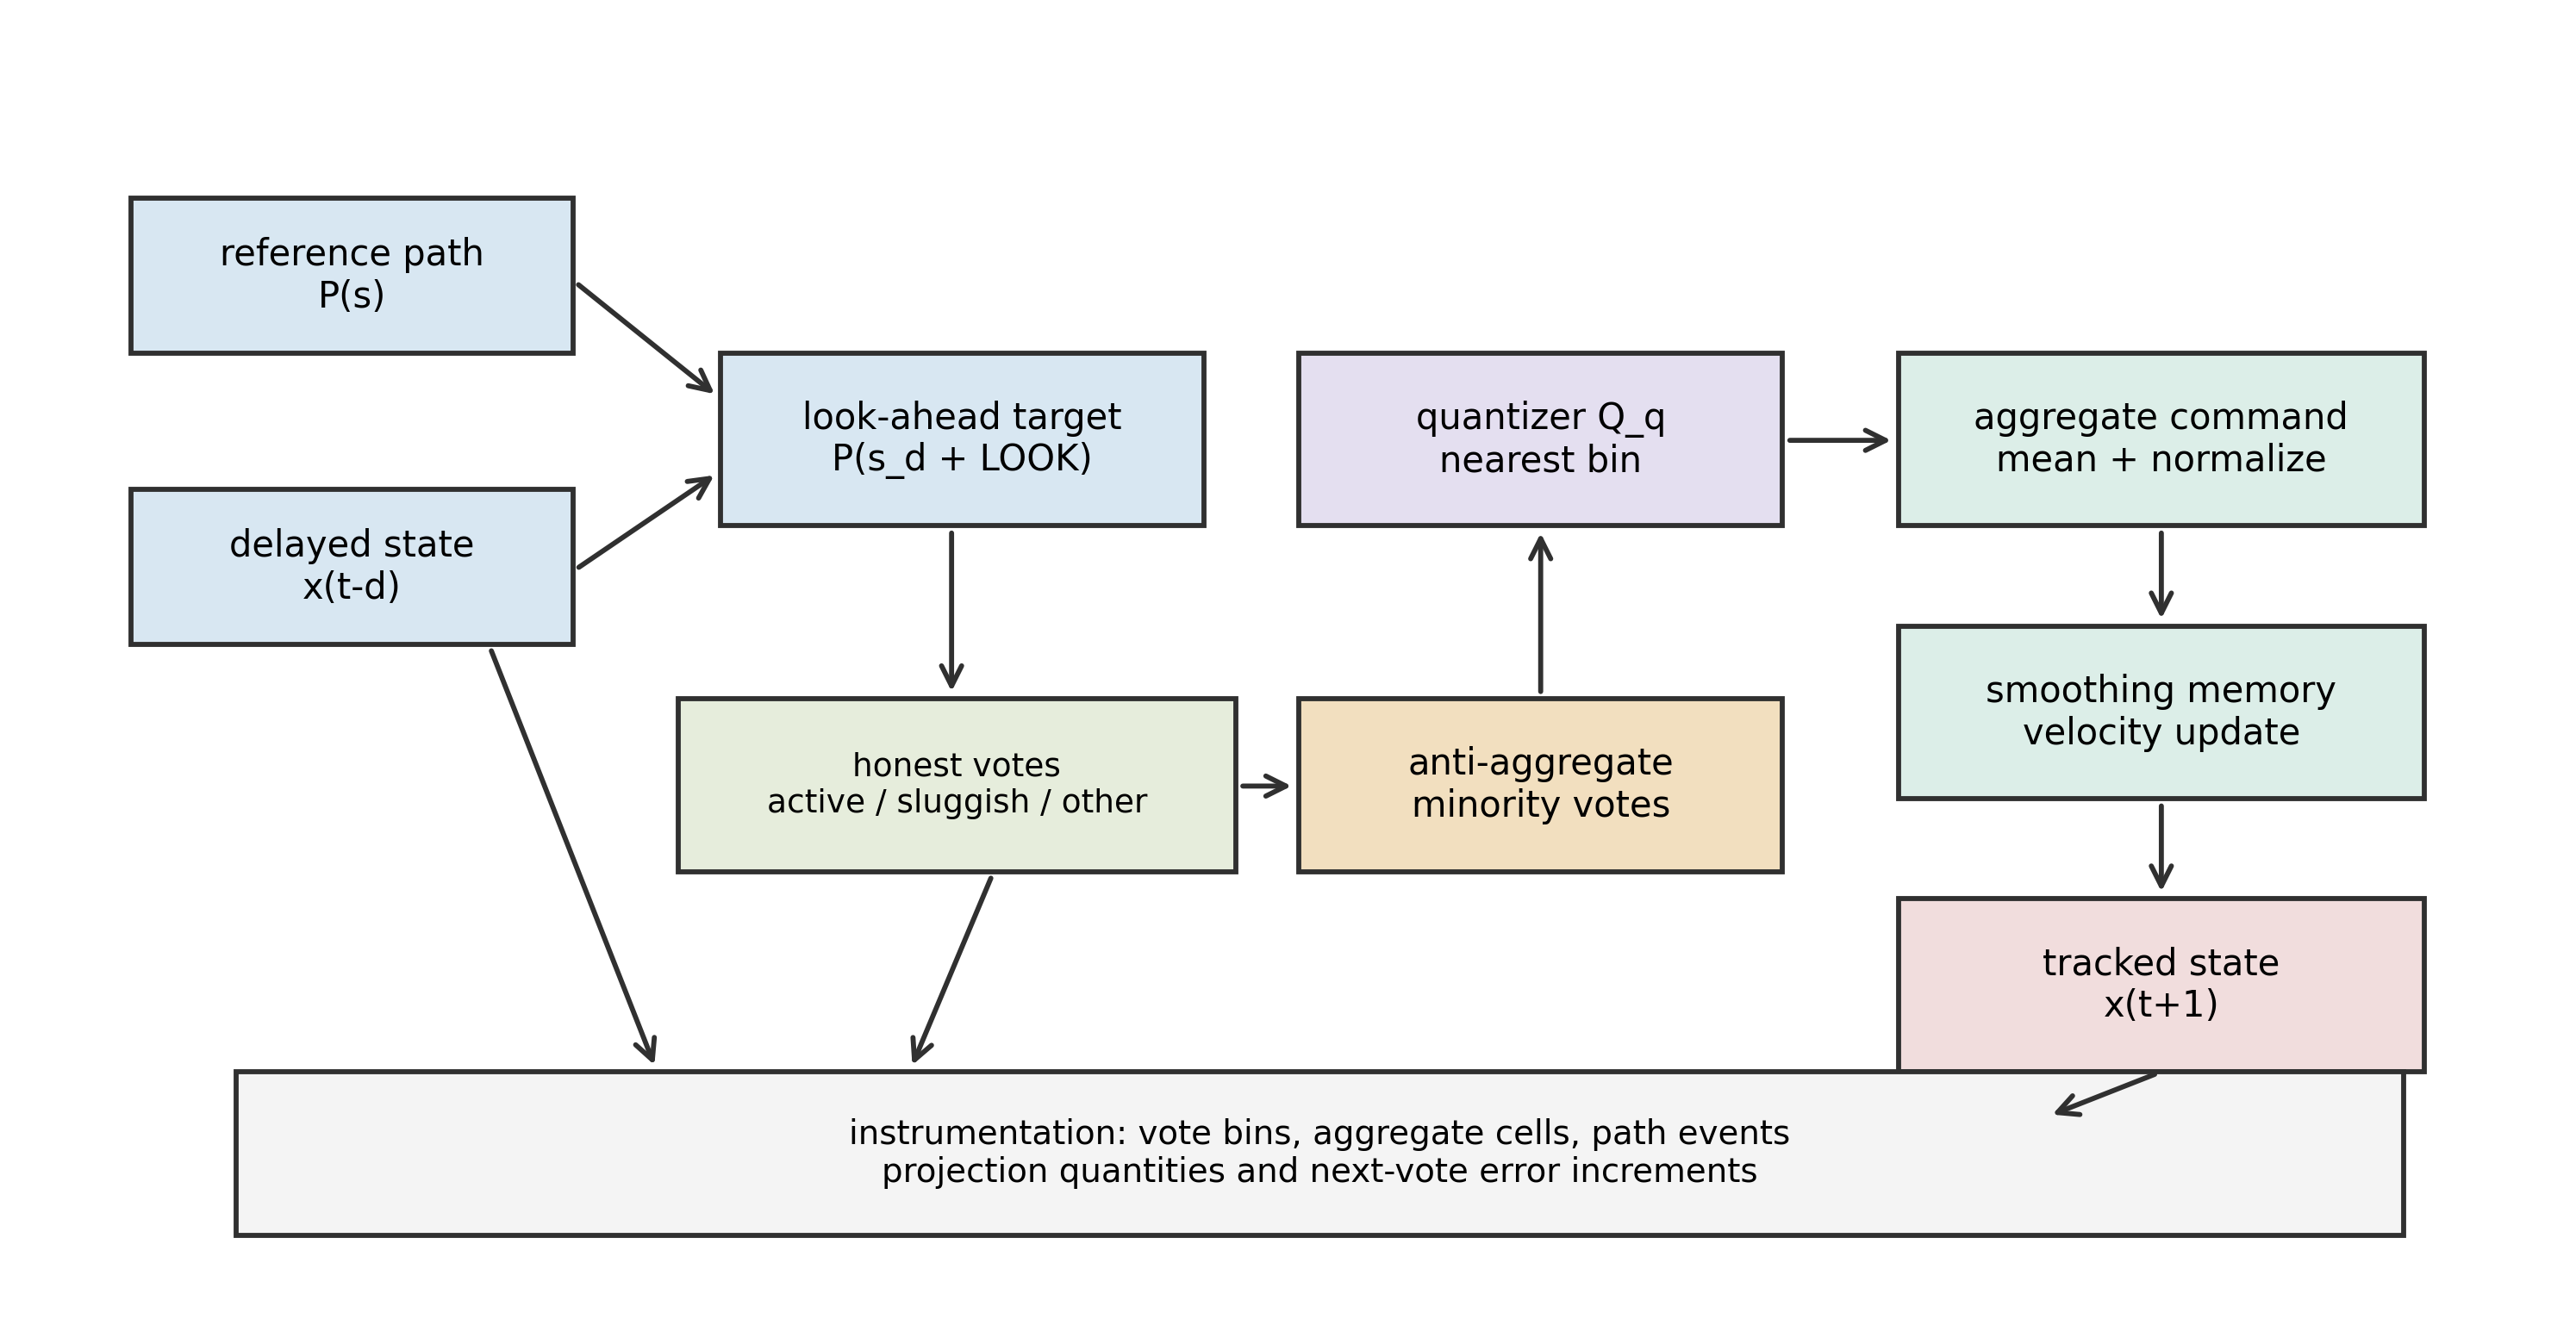 reference path
P(s)
delayed state
x(t-d)
look-ahead target
P(s_d + LOOK)
quantizer Q_q
nearest bin
aggregate command
mean + normalize
honest votes
active / sluggish / other
anti-aggregate
minority votes
smoothing memory
velocity update
tracked state
x(t+1)
instrumentation: vote bins, aggregate cells, path events
projection quantities and next-vote error increments